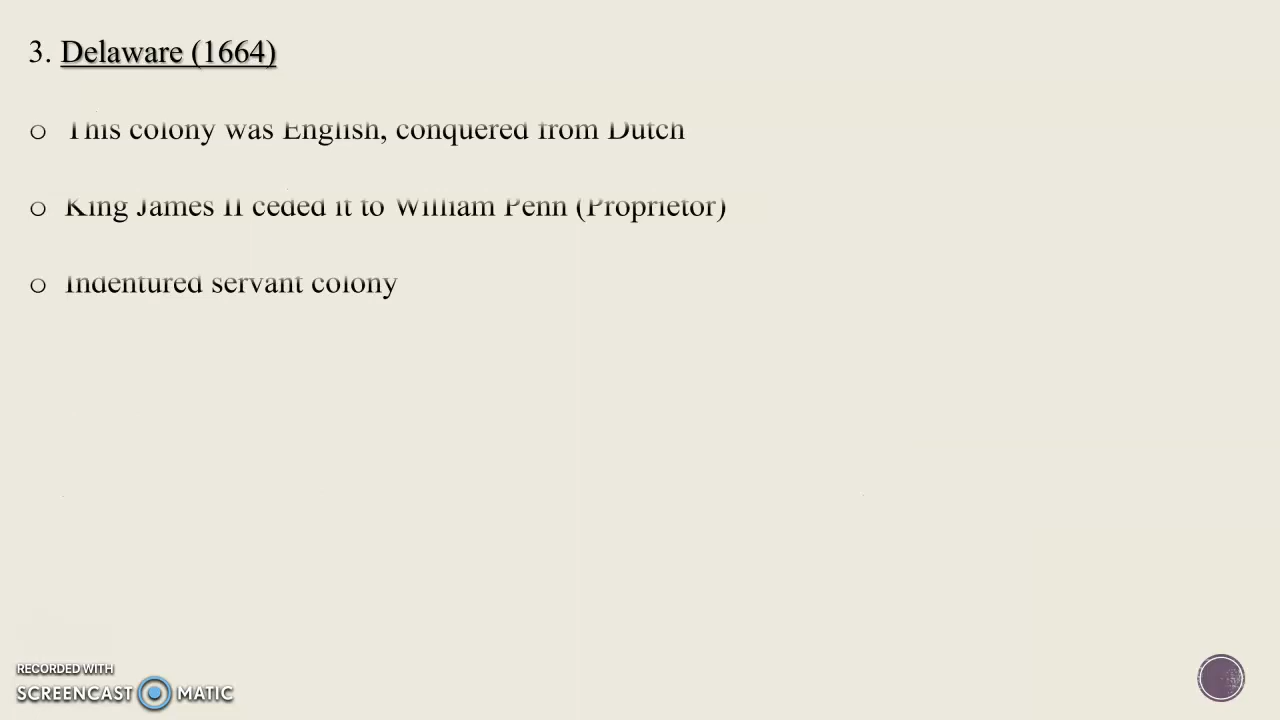 3. Delaware (1664)
o This colony was English, conquered from Dutch
o King James II ceded it to William Penn (Proprietor)
o Indentured servant colony
RECORDED WITH
SCREENCAST MATIC